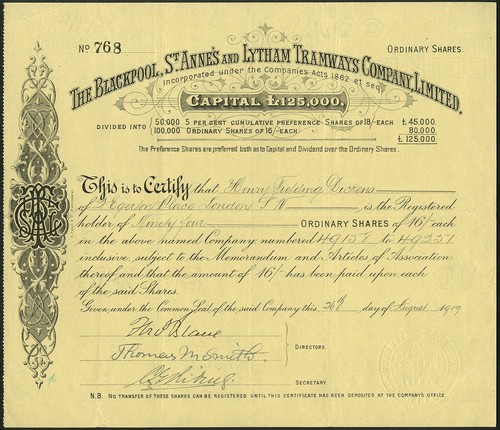 No 768
ORDINARY SHARES.
THE BLACKPOOL, ST. ANNE'S AND LYTHAM TRAMWAYS COMPANY, LIMITED.
Incorporated under the Companies Acts 1862 et seq.
CAPITAL £125,000.
DIVIDED INTO
50,000 5 PER CENT CUMULATIVE PREFERENCE SHARES OF 18/- EACH £ 45,000
100,000 ORDINARY SHARES OF 16/- EACH 80,000
£ 125,000
The Preference Shares are preferred both as to Capital and Dividend over the Ordinary Shares.
This is to Certify that Henry Fielding Dickens
of Egerton Place London S W is the Registered
holder of Ninety four ORDINARY SHARES of 16/- each
in the above named Company numbered 49158 to 49251
inclusive, subject to the Memorandum and Articles of Association
thereof and that the amount of 16/- has been paid upon each
of the said Shares.
Given under the Common Seal of the said Company this 26th day of August 1909
Thomas M Smith
DIRECTORS.
SECRETARY
N.B. NO TRANSFER OF THESE SHARES CAN BE REGISTERED UNTIL THIS CERTIFICATE HAS BEEN DEPOSITED AT THE COMPANY'S OFFICE.